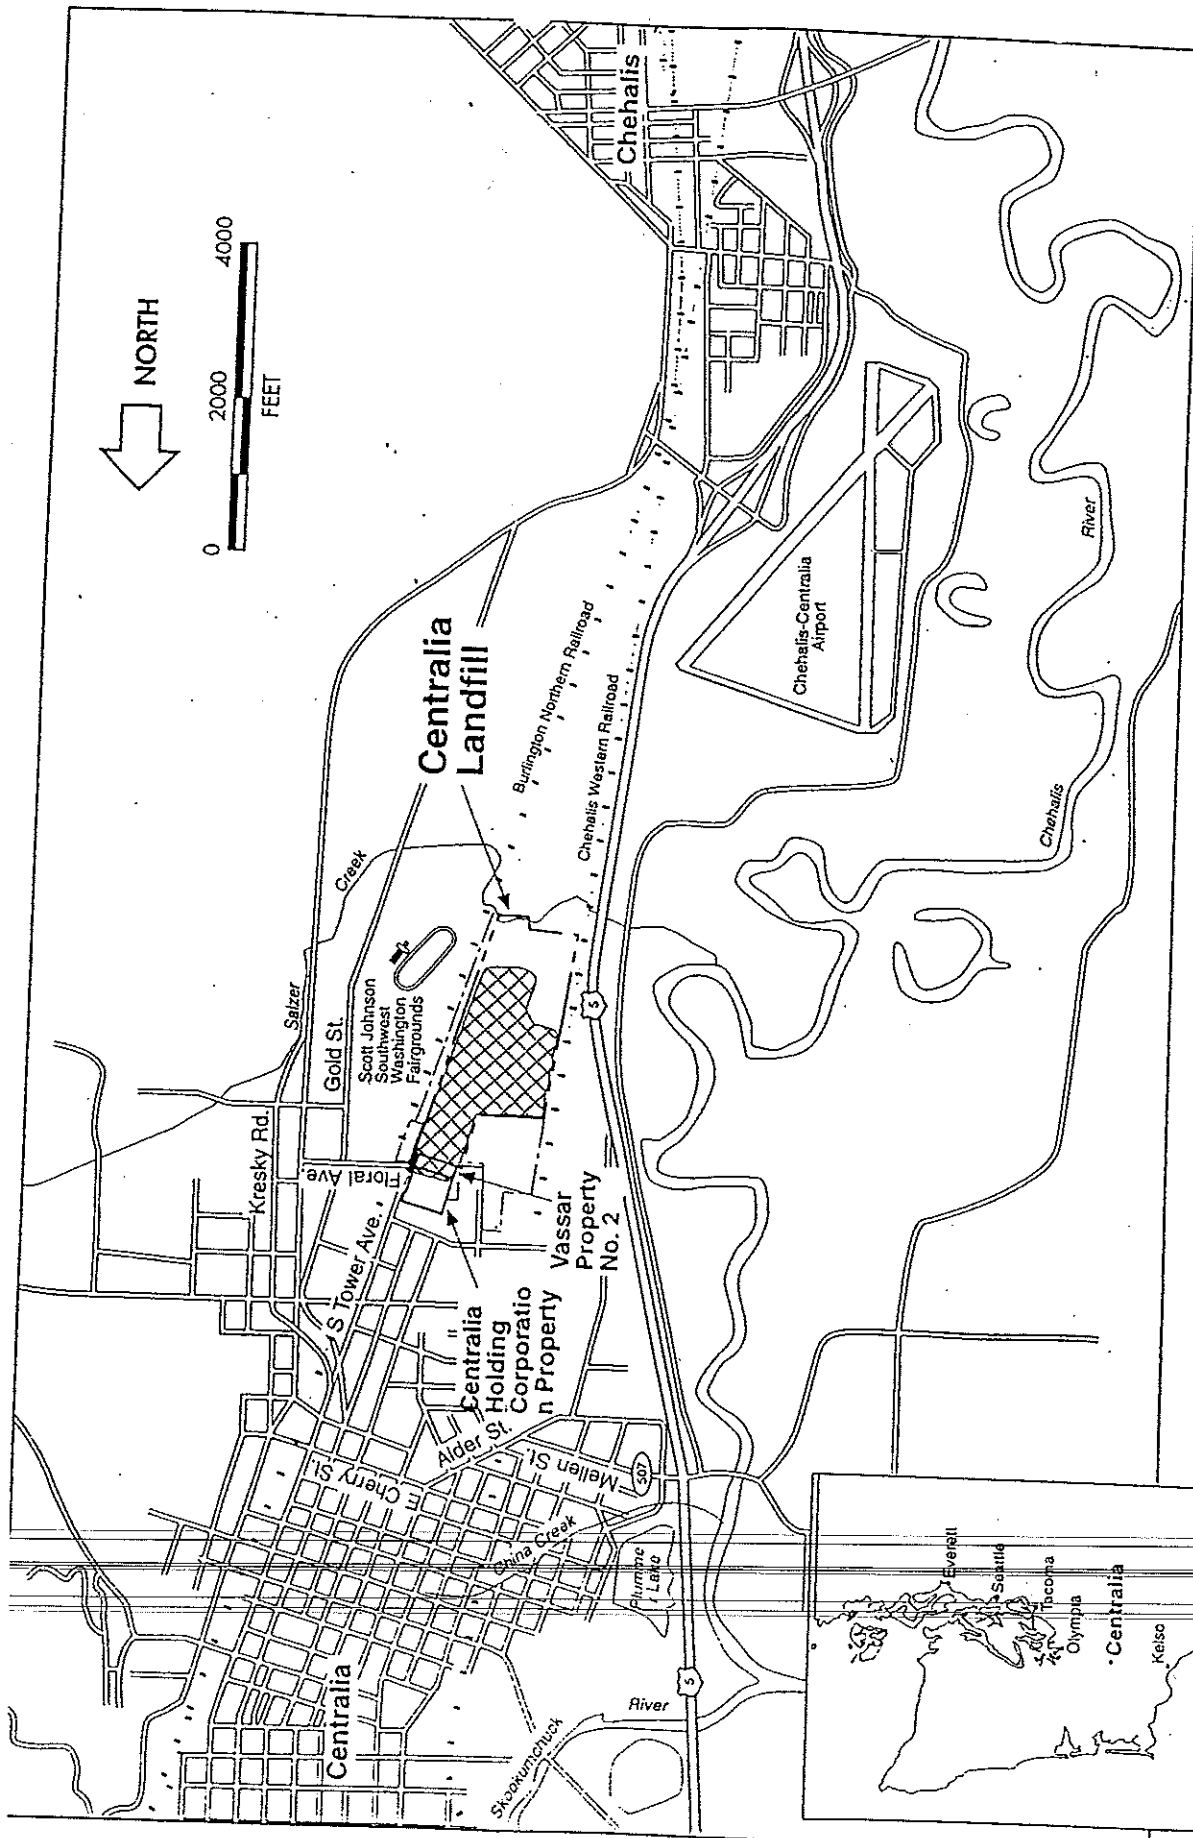 NORTH
0 2000 4000
FEET
Chehalis
Centralia
Landfill
Burlington Northern Railroad
Chehalis Western Railroad
Chehalis-Centralia
Airport
River
Chehalis
Creek
Salzer
Gold St.
Scott Johnson
Southwest
Washington
Fairgrounds
Kresky Rd.
Floral Ave.
S Tower Ave.
Vassar
Property
No. 2
Centralia
Holding
Corporatio
n Property
5
E Cherry St.
Alder St.
Mellen St.
507
China Creek
Plummer
Lake
Centralia
Skookumchuck
River
5
Everett
Seattle
Tacoma
Olympia
Centralia
Kelso